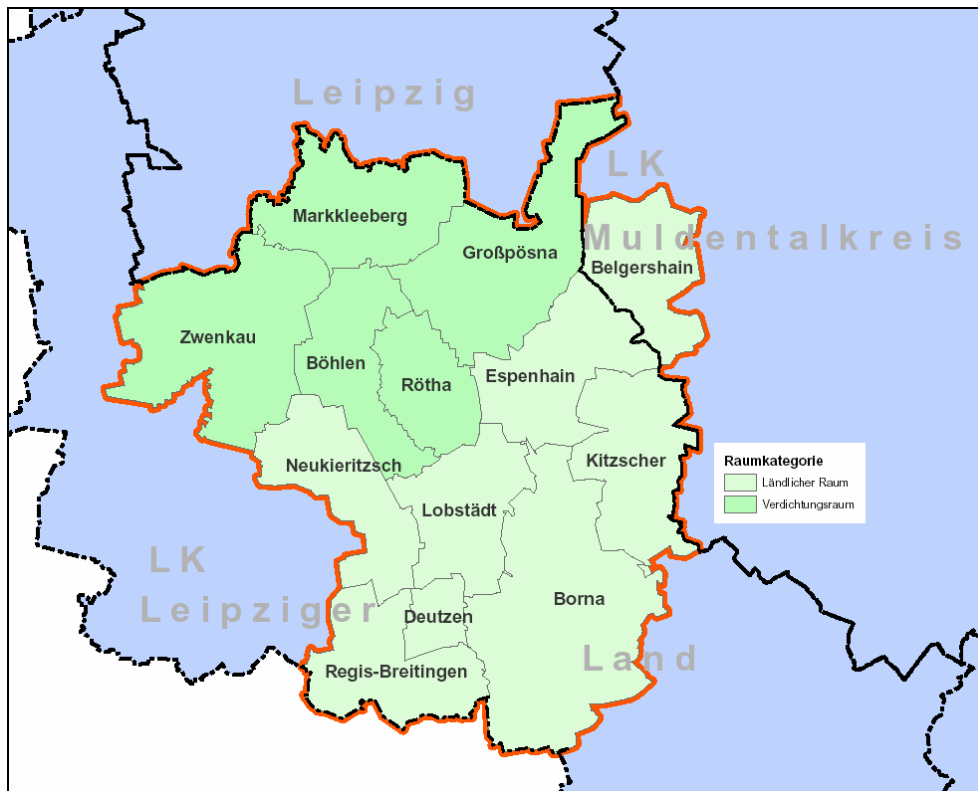 Leipzig
LK
Muldentalkreis
Markkleeberg
Großpösna
Belgershain
Zwenkau
Böhlen
Rötha
Espenhain
Neukieritzsch
Kitzscher
Lobstädt
Raumkategorie
Ländlicher Raum
Verdichtungsraum
LK
Leipziger
Land
Deutzen
Borna
Regis-Breitingen